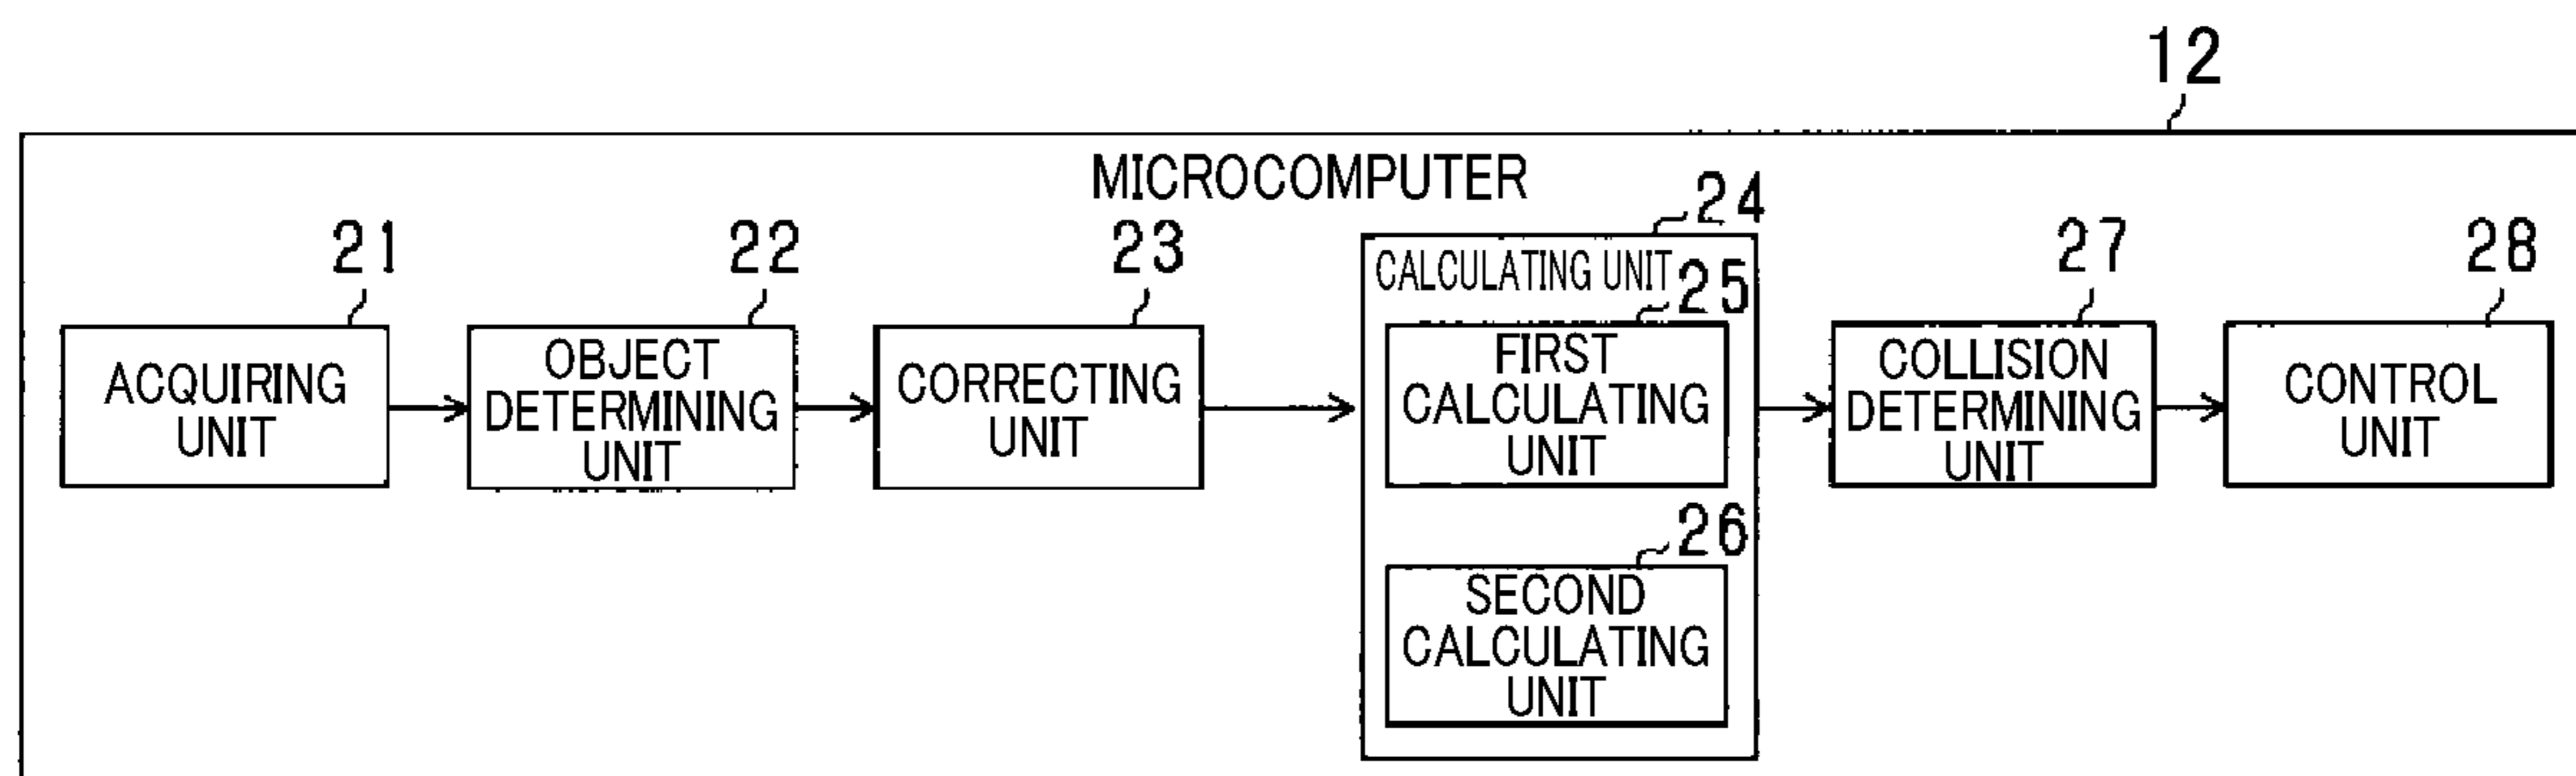 12
MICROCOMPUTER
21
ACQUIRING
UNIT
22
OBJECT
DETERMINING
UNIT
23
CORRECTING
UNIT
24
CALCULATING UNIT
25
FIRST
CALCULATING
UNIT
26
SECOND
CALCULATING
UNIT
27
COLLISION
DETERMINING
UNIT
28
CONTROL
UNIT